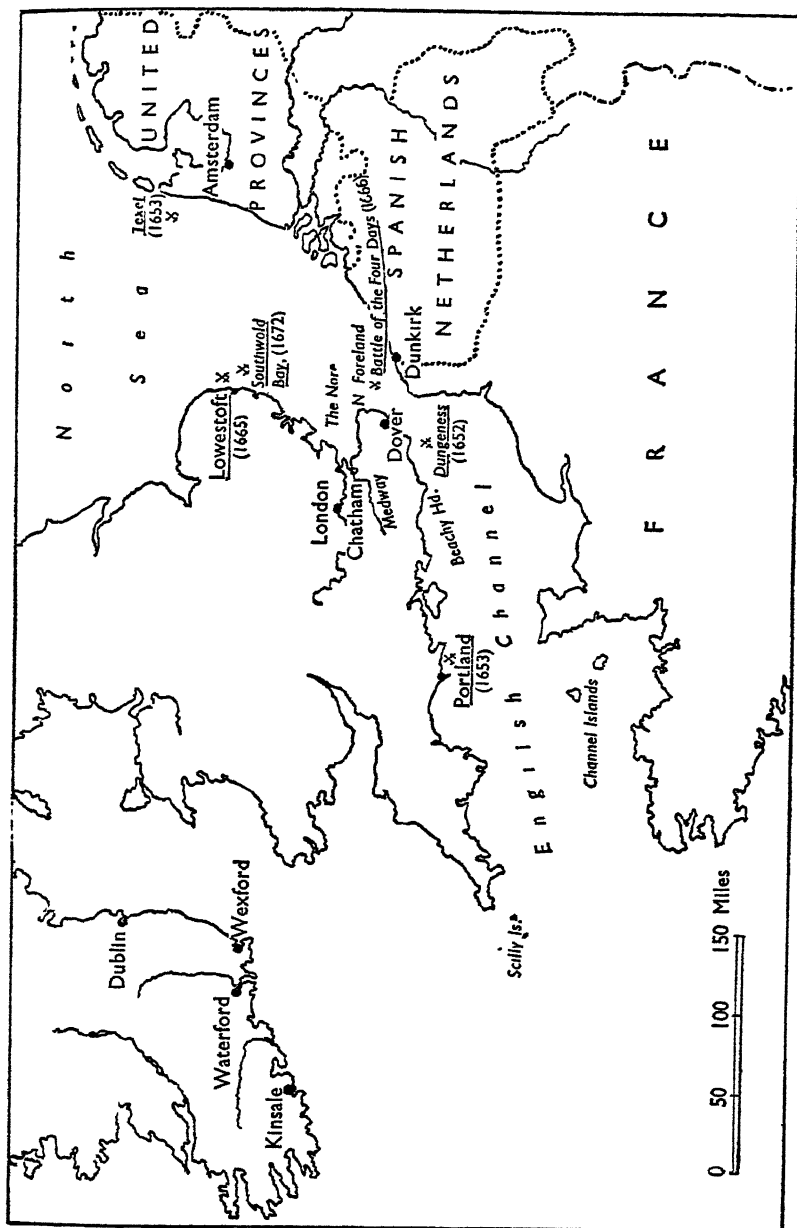 North
Sea
UNITED
PROVINCES
Amsterdam
Texel
(1653)
Lowestoft
(1665)
Southwold
Bay, (1672)
The Nore
N Foreland
Battle of the Four Days (1666)
SPANISH
NETHERLANDS
Dunkirk
London
Chatham
Medway
Dover
Dungeness
(1652)
Beachy Hd.
Portland
(1653)
English Channel
Channel Islands
FRANCE
Dublin
Wexford
Waterford
Kinsale
Scilly Is.
0 50 100 150 Miles